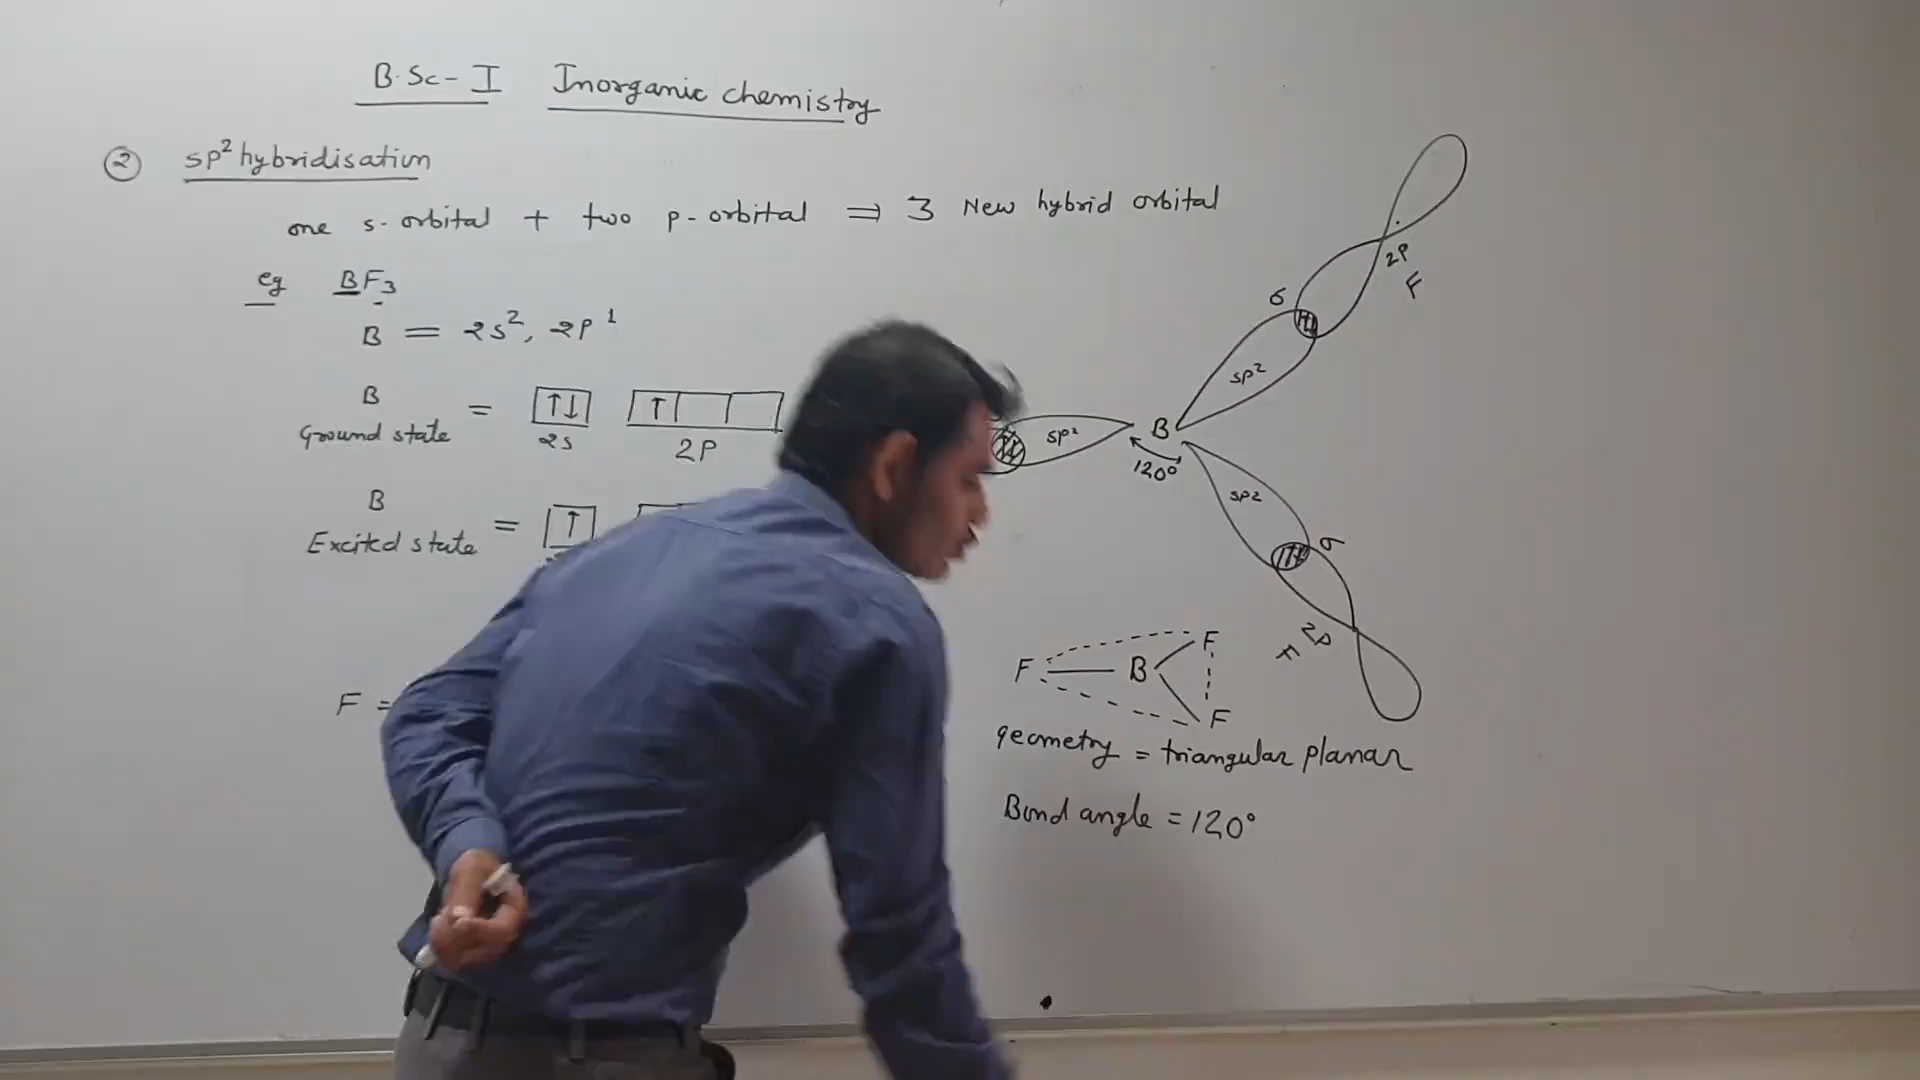 B.Sc- I Inorganic chemistry
② sp² hybridisation
one s-orbital + two p-orbital ⇒ 3 New hybrid orbital
eg BF₃
B = 2s², 2p¹
B
Ground state = ↑↓ ↑
2s 2P
B
Excited state = ↑
F =
2P
F
σ
sp²
sp²
B
120°
sp2
σ
2P
F
F B F
F
geometry = triangular planar
Bond angle = 120°